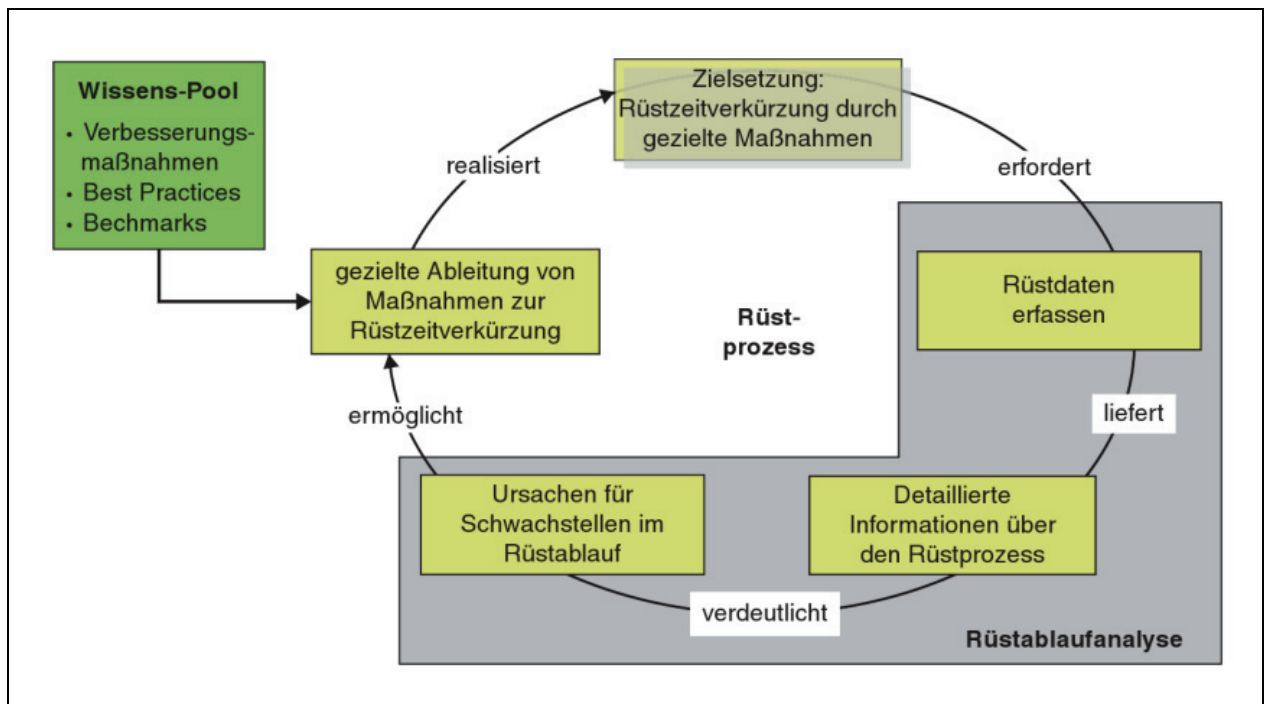 Wissens-Pool
• Verbesserungs-
maßnahmen
• Best Practices
• Bechmarks
Zielsetzung:
Rüstzeitverkürzung durch
gezielte Maßnahmen
realisiert
erfordert
gezielte Ableitung von
Maßnahmen zur
Rüstzeitverkürzung
Rüst-
prozess
Rüstdaten
erfassen
ermöglicht
liefert
Ursachen für
Schwachstellen im
Rüstablauf
Detaillierte
Informationen über
den Rüstprozess
verdeutlicht
Rüstablaufanalyse